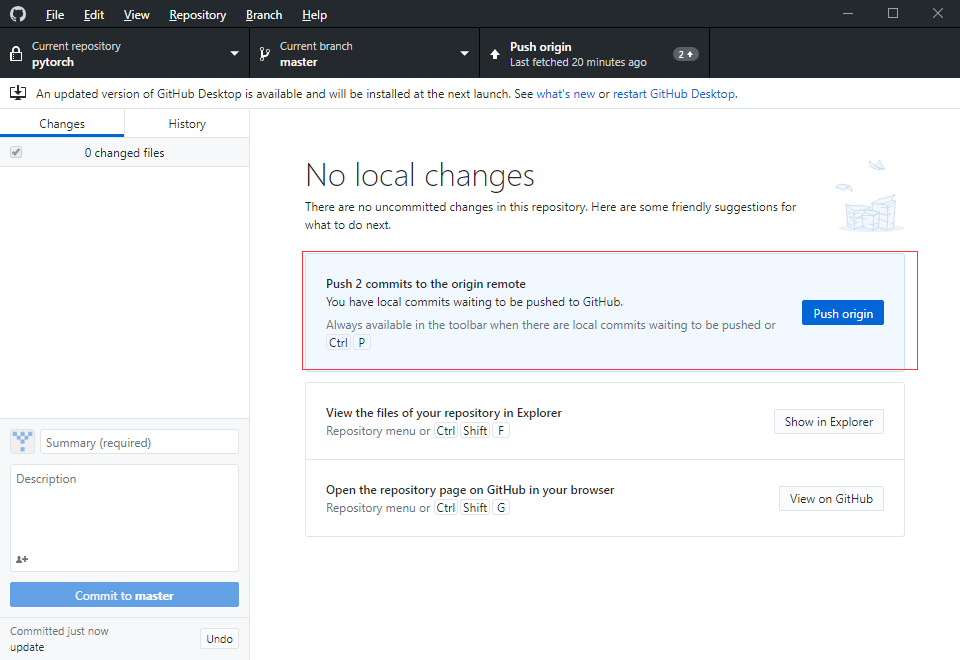 File Edit View Repository Branch Help
Current repository
pytorch
Current branch
master
Push origin
Last fetched 20 minutes ago
2
An updated version of GitHub Desktop is available and will be installed at the next launch. See what's new or restart GitHub Desktop.
Changes
History
0 changed files
No local changes
There are no uncommitted changes in this repository. Here are some friendly suggestions for
what to do next.
Push 2 commits to the origin remote
You have local commits waiting to be pushed to GitHub.
Always available in the toolbar when there are local commits waiting to be pushed or
Ctrl P
Push origin
View the files of your repository in Explorer
Repository menu or Ctrl Shift F
Show in Explorer
Open the repository page on GitHub in your browser
Repository menu or Ctrl Shift G
View on GitHub
Summary (required)
Description
Commit to master
Committed just now
update
Undo